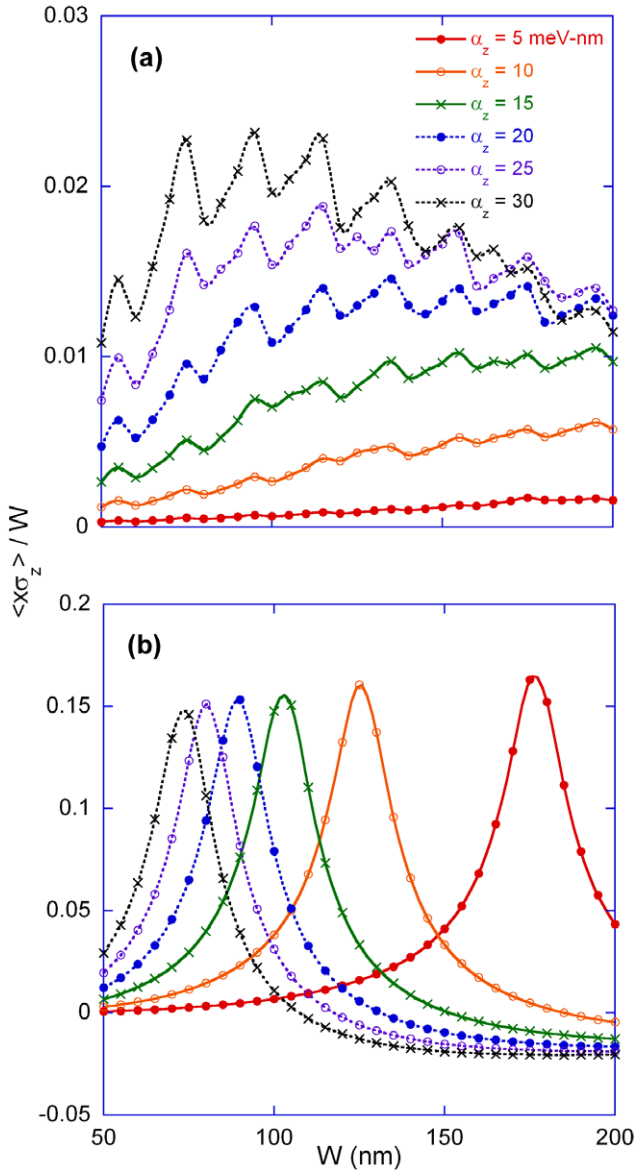 0.03
(a)
α_z = 5 meV-nm
α_z = 10
α_z = 15
α_z = 20
α_z = 25
α_z = 30
0.02
0.01
0
<xσ_z> / W
0.2
(b)
0.15
0.1
0.05
0
-0.05
50
100
150
200
W (nm)